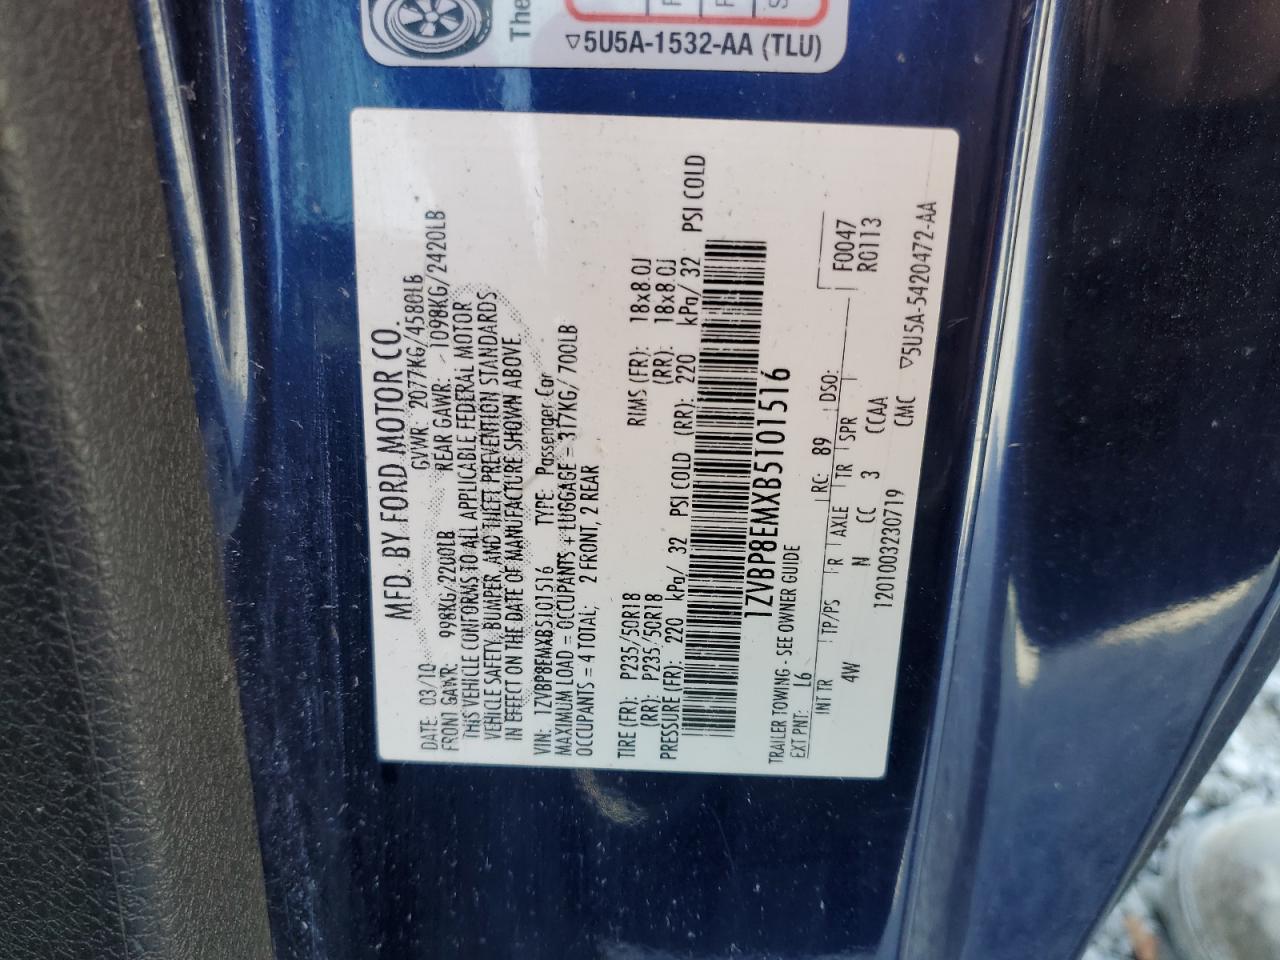 The
▽5U5A-1532-AA (TLU)
MFD. BY FORD MOTOR CO.
DATE: 03/10 GVWR: 2077KG/4580LB
FRONT GAWR: 998KG/2200LB REAR GAWR: 1098KG/2420LB
THIS VEHICLE CONFORMS TO ALL APPLICABLE FEDERAL MOTOR
VEHICLE SAFETY, BUMPER, AND THEFT PREVENTION STANDARDS
IN EFFECT ON THE DATE OF MANUFACTURE SHOWN ABOVE.
VIN: 1ZVBP8EMXB5101516 TYPE: Passenger Car
MAXIMUM LOAD = OCCUPANTS + LUGGAGE = 317KG/700LB
OCCUPANTS = 4 TOTAL; 2 FRONT, 2 REAR
TIRE (FR): P235/50R18 RIMS (FR): 18x8.0J
(RR): P235/50R18 (RR): 18x8.0J
PRESSURE (FR): 220 kPa/ 32 PSI COLD (RR): 220 kPa/ 32 PSI COLD
1ZVBP8EMXB5101516
TRAILER TOWING - SEE OWNER GUIDE
EXT PNT: L6 RC: 89 DSO: F0047
INT TR TP/PS R AXLE TR SPR R0113
4W N CC 3 CCAA
1201003230719 CMC ▽5U5A-5420472-AA